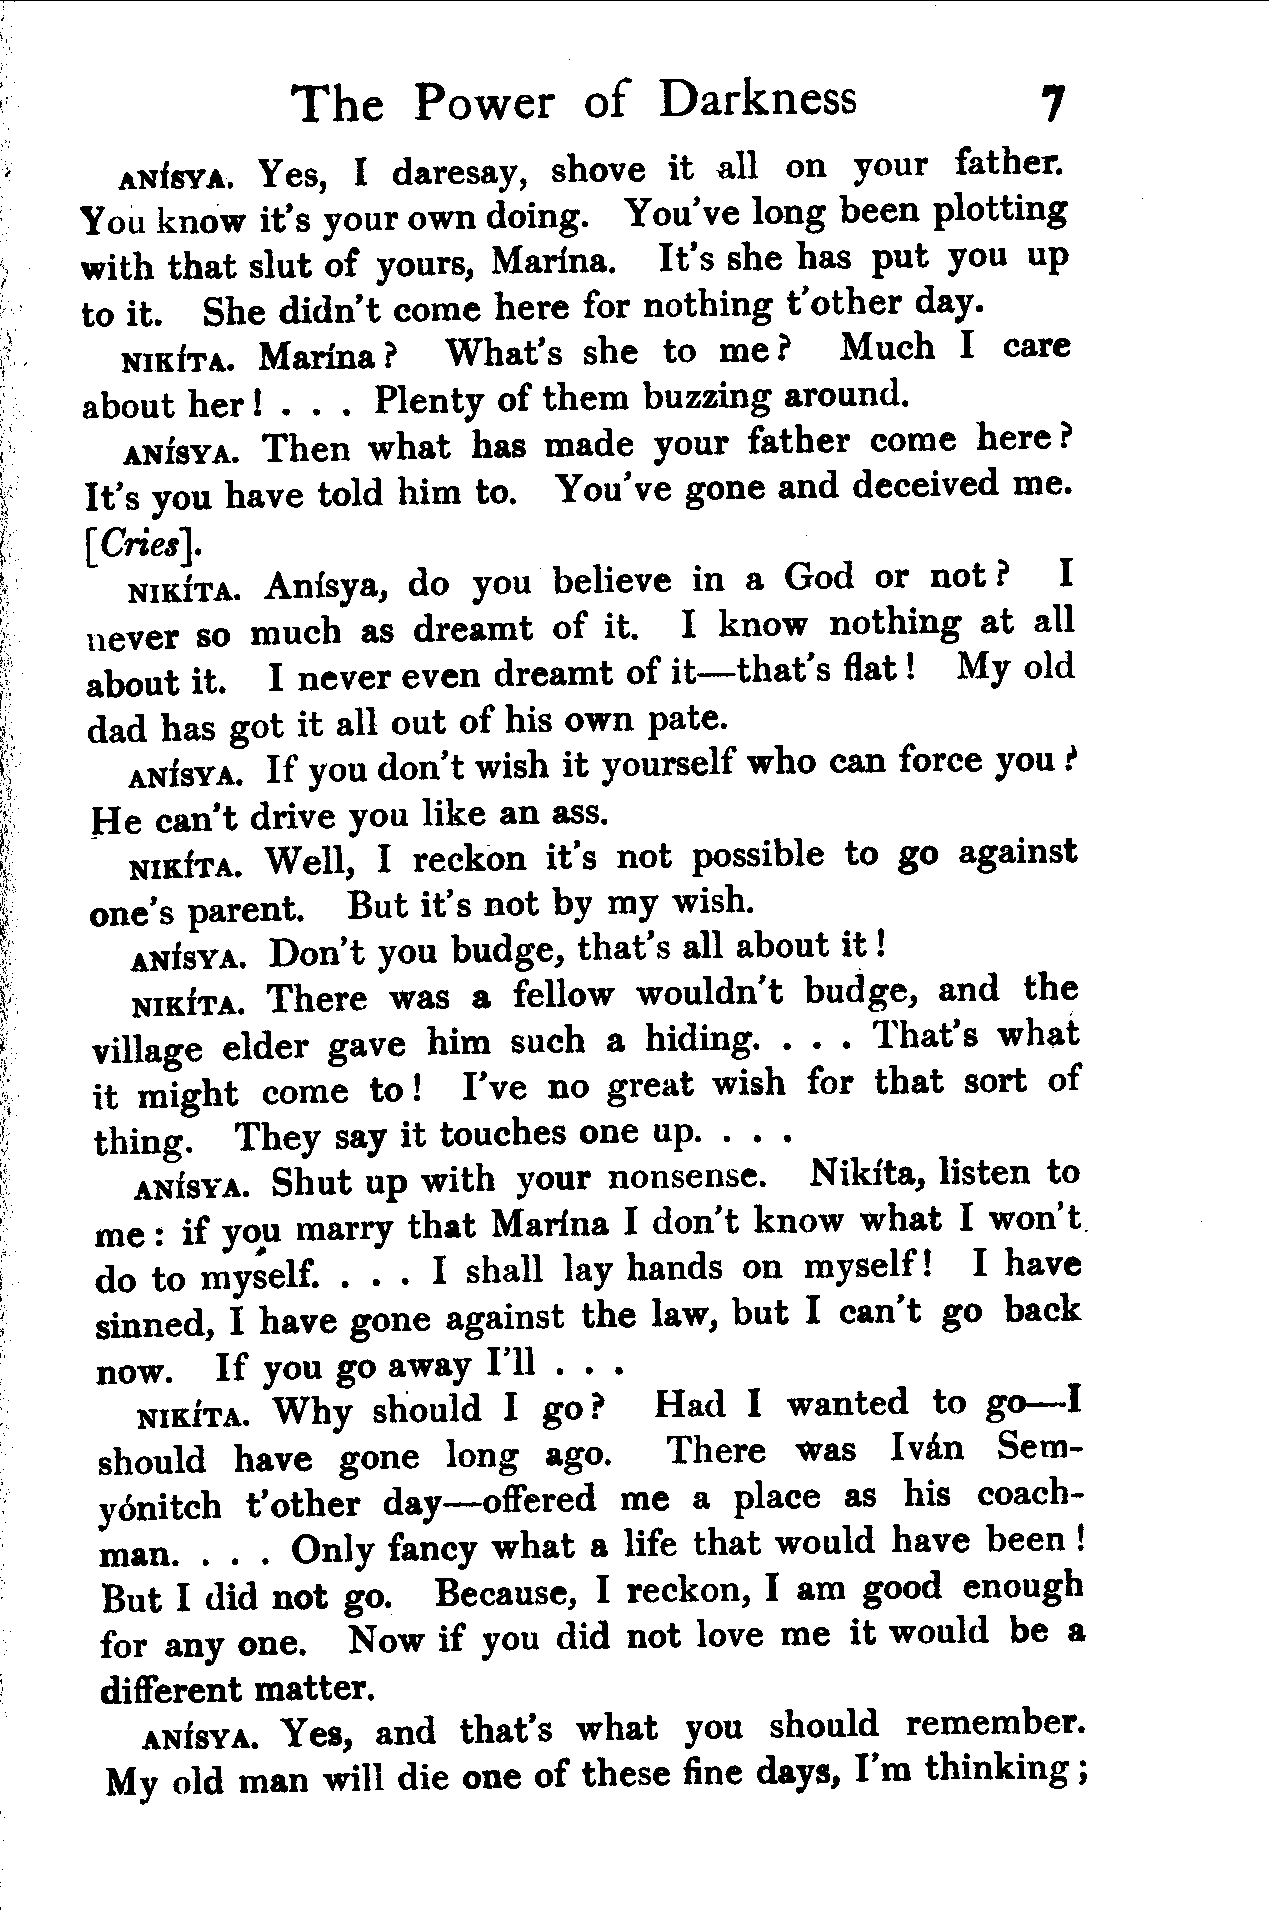 The Power of Darkness 7
ANÍSYA. Yes, I daresay, shove it all on your father.
You know it's your own doing. You've long been plotting
with that slut of yours, Marína. It's she has put you up
to it. She didn't come here for nothing t'other day.
NIKÍTA. Marína? What's she to me? Much I care
about her! . . . Plenty of them buzzing around.
ANÍSYA. Then what has made your father come here?
It's you have told him to. You've gone and deceived me.
[Cries].
NIKÍTA. Anísya, do you believe in a God or not? I
never so much as dreamt of it. I know nothing at all
about it. I never even dreamt of it—that's flat! My old
dad has got it all out of his own pate.
ANÍSYA. If you don't wish it yourself who can force you?
He can't drive you like an ass.
NIKÍTA. Well, I reckon it's not possible to go against
one's parent. But it's not by my wish.
ANÍSYA. Don't you budge, that's all about it!
NIKÍTA. There was a fellow wouldn't budge, and the
village elder gave him such a hiding. . . . That's what
it might come to! I've no great wish for that sort of
thing. They say it touches one up. . . .
ANÍSYA. Shut up with your nonsense. Nikíta, listen to
me: if you marry that Marína I don't know what I won't
do to myself. . . . I shall lay hands on myself! I have
sinned, I have gone against the law, but I can't go back
now. If you go away I'll . . .
NIKÍTA. Why should I go? Had I wanted to go—I
should have gone long ago. There was Iván Sem-
yónitch t'other day—offered me a place as his coach-
man. . . . Only fancy what a life that would have been!
But I did not go. Because, I reckon, I am good enough
for any one. Now if you did not love me it would be a
different matter.
ANÍSYA. Yes, and that's what you should remember.
My old man will die one of these fine days, I'm thinking;